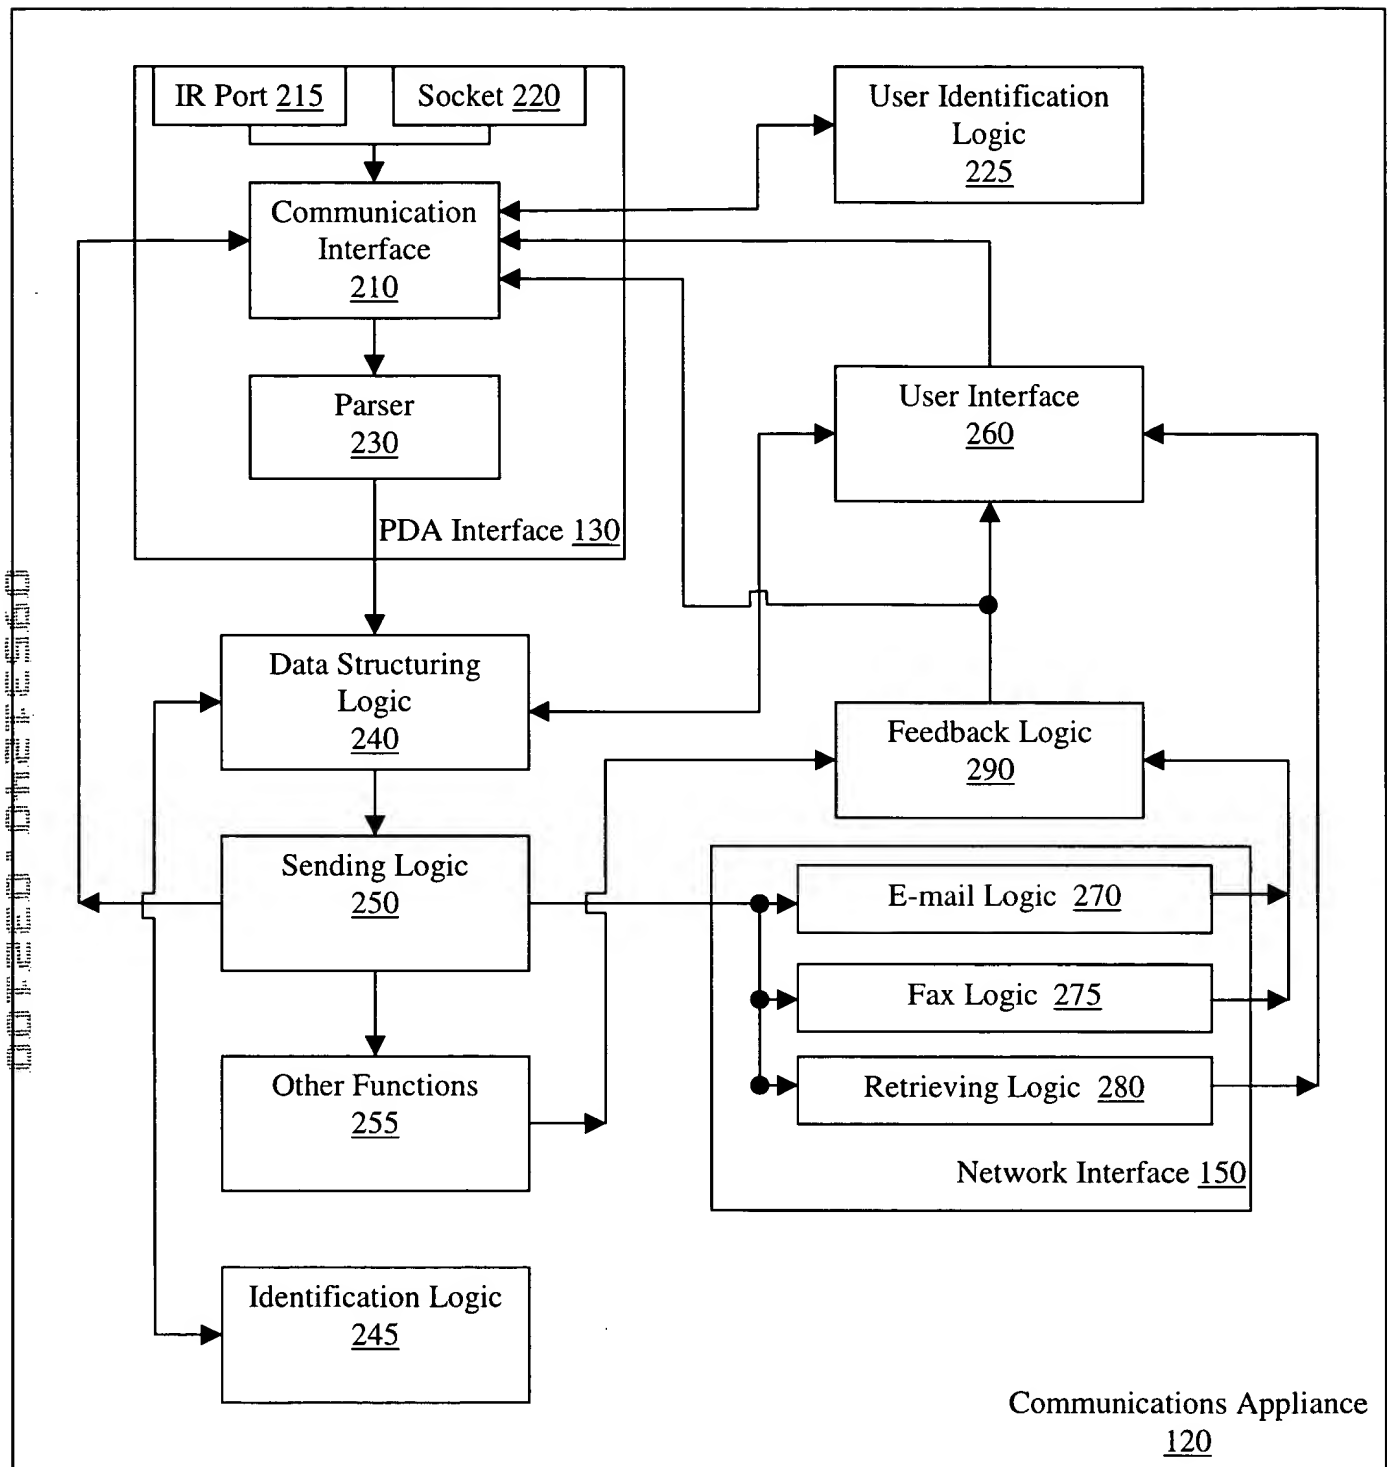 IR Port 215
Socket 220
User Identification
Logic
225
Communication
Interface
210
Parser
230
PDA Interface 130
User Interface
260
Data Structuring
Logic
240
Feedback Logic
290
Sending Logic
250
E-mail Logic 270
Fax Logic 275
Retrieving Logic 280
Network Interface 150
Other Functions
255
Identification Logic
245
Communications Appliance
120